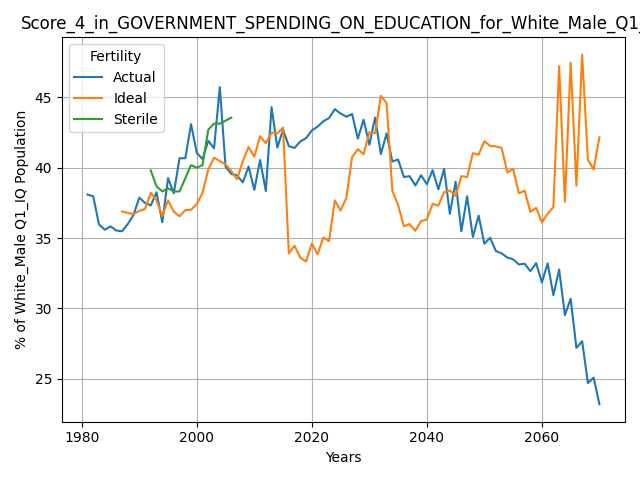 Score_4_in_GOVERNMENT_SPENDING_ON_EDUCATION_for_White_Male_Q1_
Fertility
Actual
Ideal
Sterile
% of White_Male Q1_IQ Population
45
40
35
30
25
1980
2000
2020
2040
2060
Years